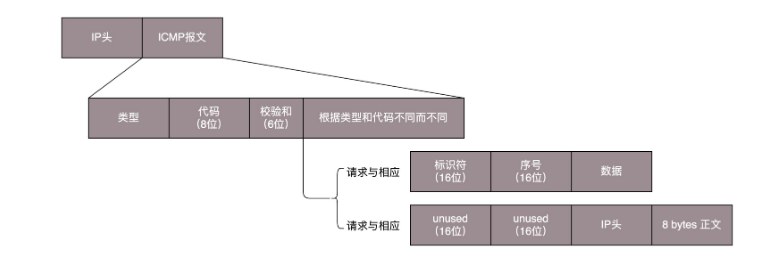 IP头
ICMP报文
类型
代码
(8位)
校验和
(6位)
根据类型和代码不同而不同
请求与相应
标识符
(16位)
序号
(16位)
数据
请求与相应
unused
(16位)
unused
(16位)
IP头
8 bytes 正文